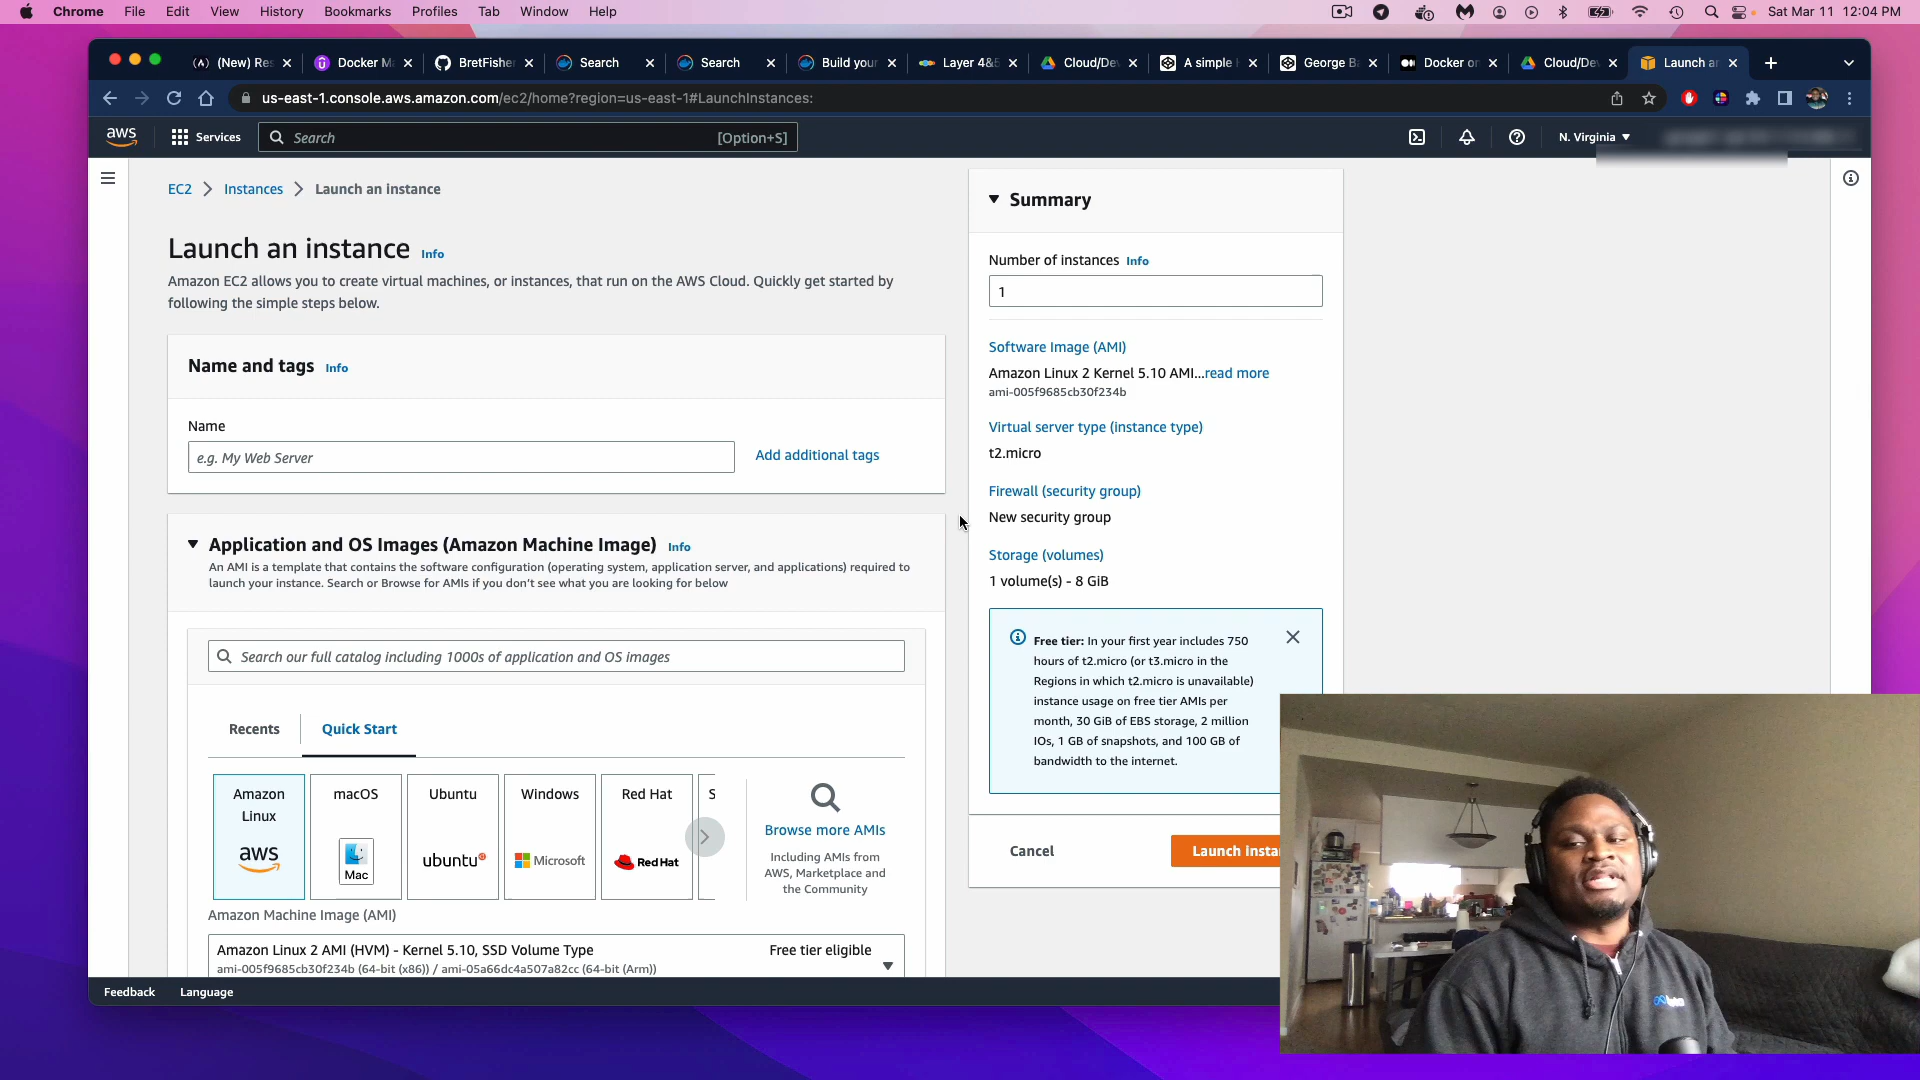 Chrome File Edit View History Bookmarks Profiles Tab Window Help
Sat Mar 11 12:04 PM
(New) Res
Docker Ma
BretFisher
Search
Search
Build your
Layer 4&
Cloud/Dev
A simple
George Ba
Docker on
Cloud/Dev
Launch an
us-east-1.console.aws.amazon.com/ec2/home?region=us-east-1#LaunchInstances:
aws
Services
Search
[Option+S]
N. Virginia
EC2
Instances
Launch an instance
Launch an instance Info
Amazon EC2 allows you to create virtual machines, or instances, that run on the AWS Cloud. Quickly get started by
following the simple steps below.
Name and tags Info
Name
e.g. My Web Server
Add additional tags
Application and OS Images (Amazon Machine Image) Info
An AMI is a template that contains the software configuration (operating system, application server, and applications) required to
launch your instance. Search or Browse for AMIs if you don't see what you are looking for below
Search our full catalog including 1000s of application and OS images
Recents
Quick Start
Amazon
Linux
aws
macOS
Mac
Ubuntu
ubuntu
Windows
Microsoft
Red Hat
Red Hat
S
Browse more AMIs
Including AMIs from
AWS, Marketplace and
the Community
Amazon Machine Image (AMI)
Amazon Linux 2 AMI (HVM) - Kernel 5.10, SSD Volume Type
Free tier eligible
ami-005f9685cb30f234b (64-bit (x86)) / ami-05a66dc4a507a82cc (64-bit (Arm))
Summary
Number of instances Info
1
Software Image (AMI)
Amazon Linux 2 Kernel 5.10 AMI...read more
ami-005f9685cb30f234b
Virtual server type (instance type)
t2.micro
Firewall (security group)
New security group
Storage (volumes)
1 volume(s) - 8 GiB
Free tier: In your first year includes 750
hours of t2.micro (or t3.micro in the
Regions in which t2.micro is unavailable)
instance usage on free tier AMIs per
month, 30 GiB of EBS storage, 2 million
IOs, 1 GB of snapshots, and 100 GB of
bandwidth to the internet.
Cancel
Launch insta
Feedback
Language